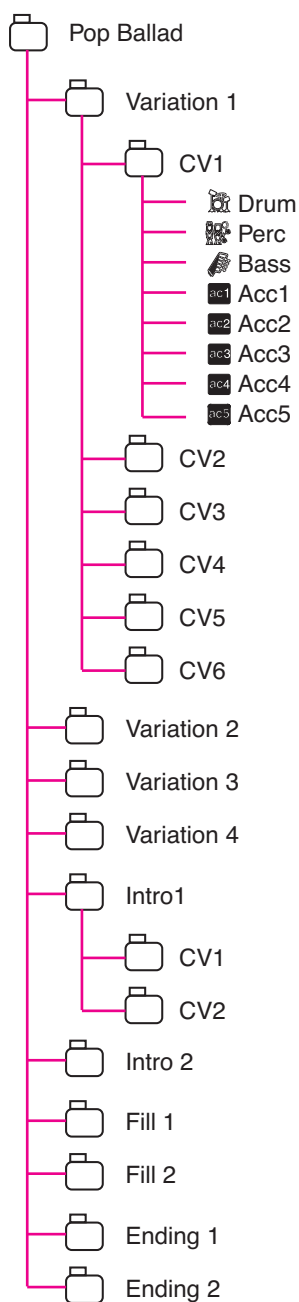 Pop Ballad
Variation 1
CV1
Drum
Perc
Bass
ac1 Acc1
ac2 Acc2
ac3 Acc3
ac4 Acc4
ac5 Acc5
CV2
CV3
CV4
CV5
CV6
Variation 2
Variation 3
Variation 4
Intro1
CV1
CV2
Intro 2
Fill 1
Fill 2
Ending 1
Ending 2